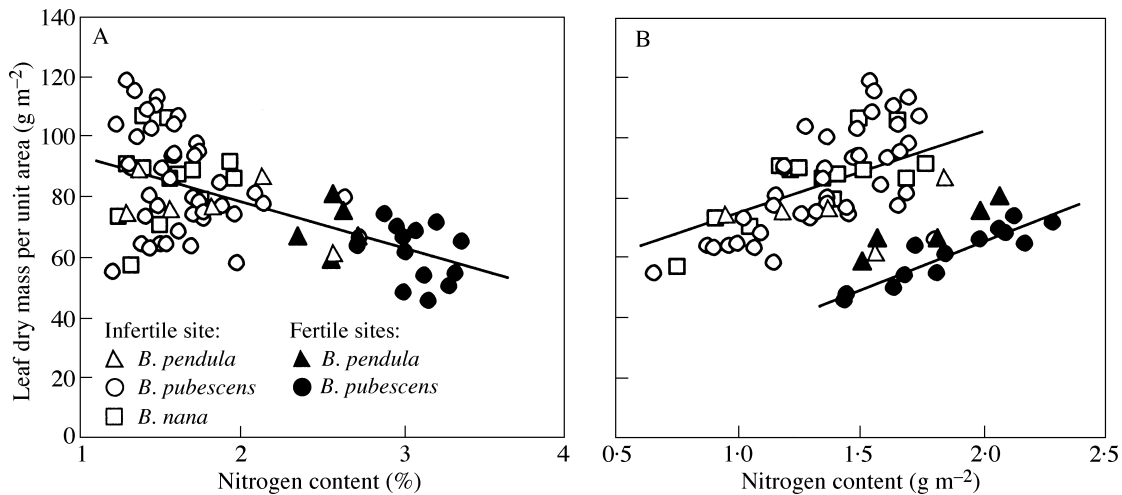 A
B
140
120
100
80
60
40
20
0
Leaf dry mass per unit area (g m⁻²)
Infertile site:
B. pendula
B. pubescens
B. nana
Fertile sites:
B. pendula
B. pubescens
1 2 3 4
Nitrogen content (%)
0·5 1·0 1·5 2·0 2·5
Nitrogen content (g m⁻²)